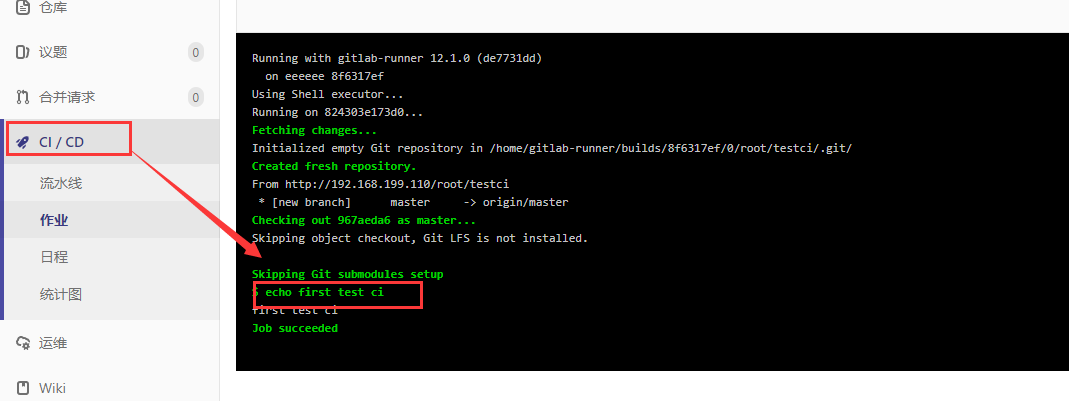 仓库
议题 0
合并请求 0
CI / CD
流水线
作业
日程
统计图
运维
Wiki
Running with gitlab-runner 12.1.0 (de7731dd)
on eeeeee 8f6317ef
Using Shell executor...
Running on 824303e173d0...
Fetching changes...
Initialized empty Git repository in /home/gitlab-runner/builds/8f6317ef/0/root/testci/.git/
Created fresh repository.
From http://192.168.199.110/root/testci
* [new branch] master -> origin/master
Checking out 967aeda6 as master...
Skipping object checkout, Git LFS is not installed.
Skipping Git submodules setup
$ echo first test ci
first test ci
Job succeeded